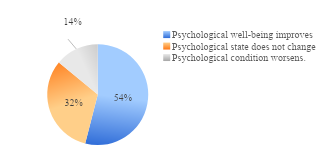 14%
Psychological well-being improves
Psychological state does not change
Psychological condition worsens.
54%
32%